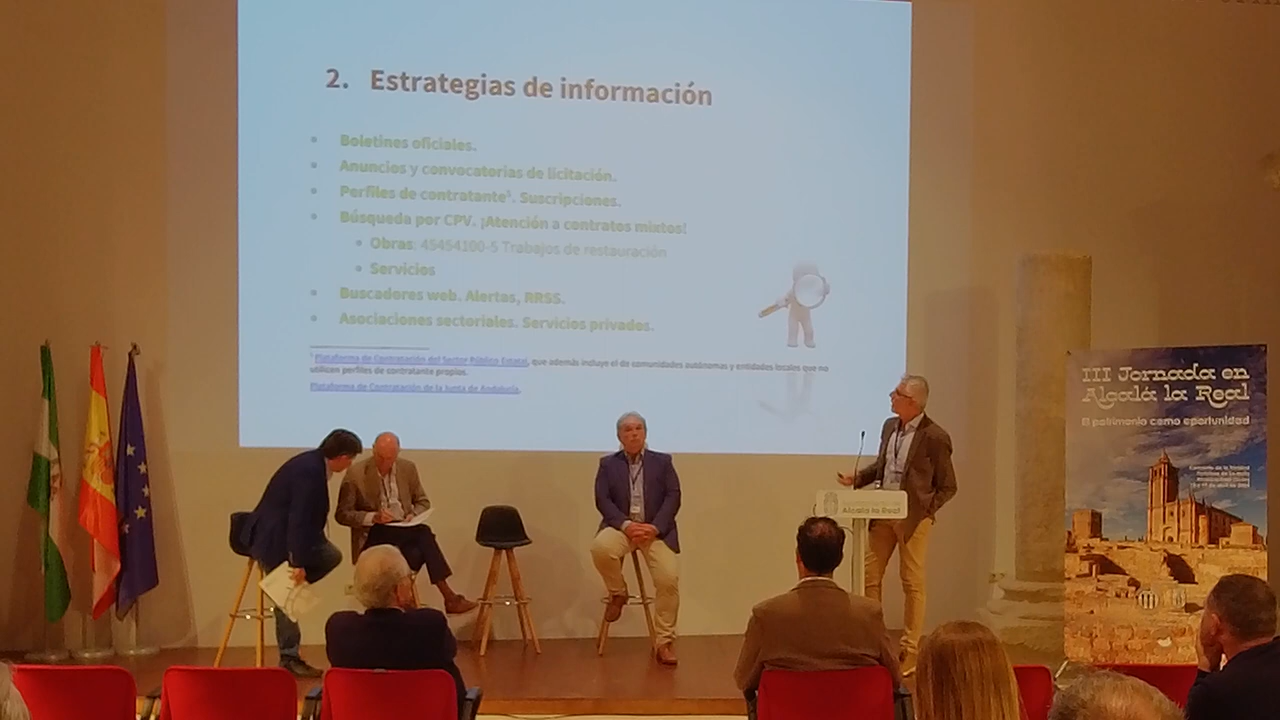 2. Estrategias de información
• Boletines oficiales.
• Anuncios y convocatorias de licitación.
• Perfiles de contratante⁵. Suscripciones.
• Búsqueda por CPV. ¡Atención a contratos mixtos!
• Obras: 45454100-5 Trabajos de restauración
• Servicios
• Buscadores web. Alertas, RRSS.
• Asociaciones sectoriales. Servicios privados.
Plataforma de Contratación del Sector Público Estatal, que además incluye el de comunidades autónomas y entidades locales que no
utilicen perfiles de contratante propios.
Plataforma de Contratación de la Junta de Andalucía.
Alcalá la Real
III Jornada en
Alcalá la Real
El patrimonio como oportunidad